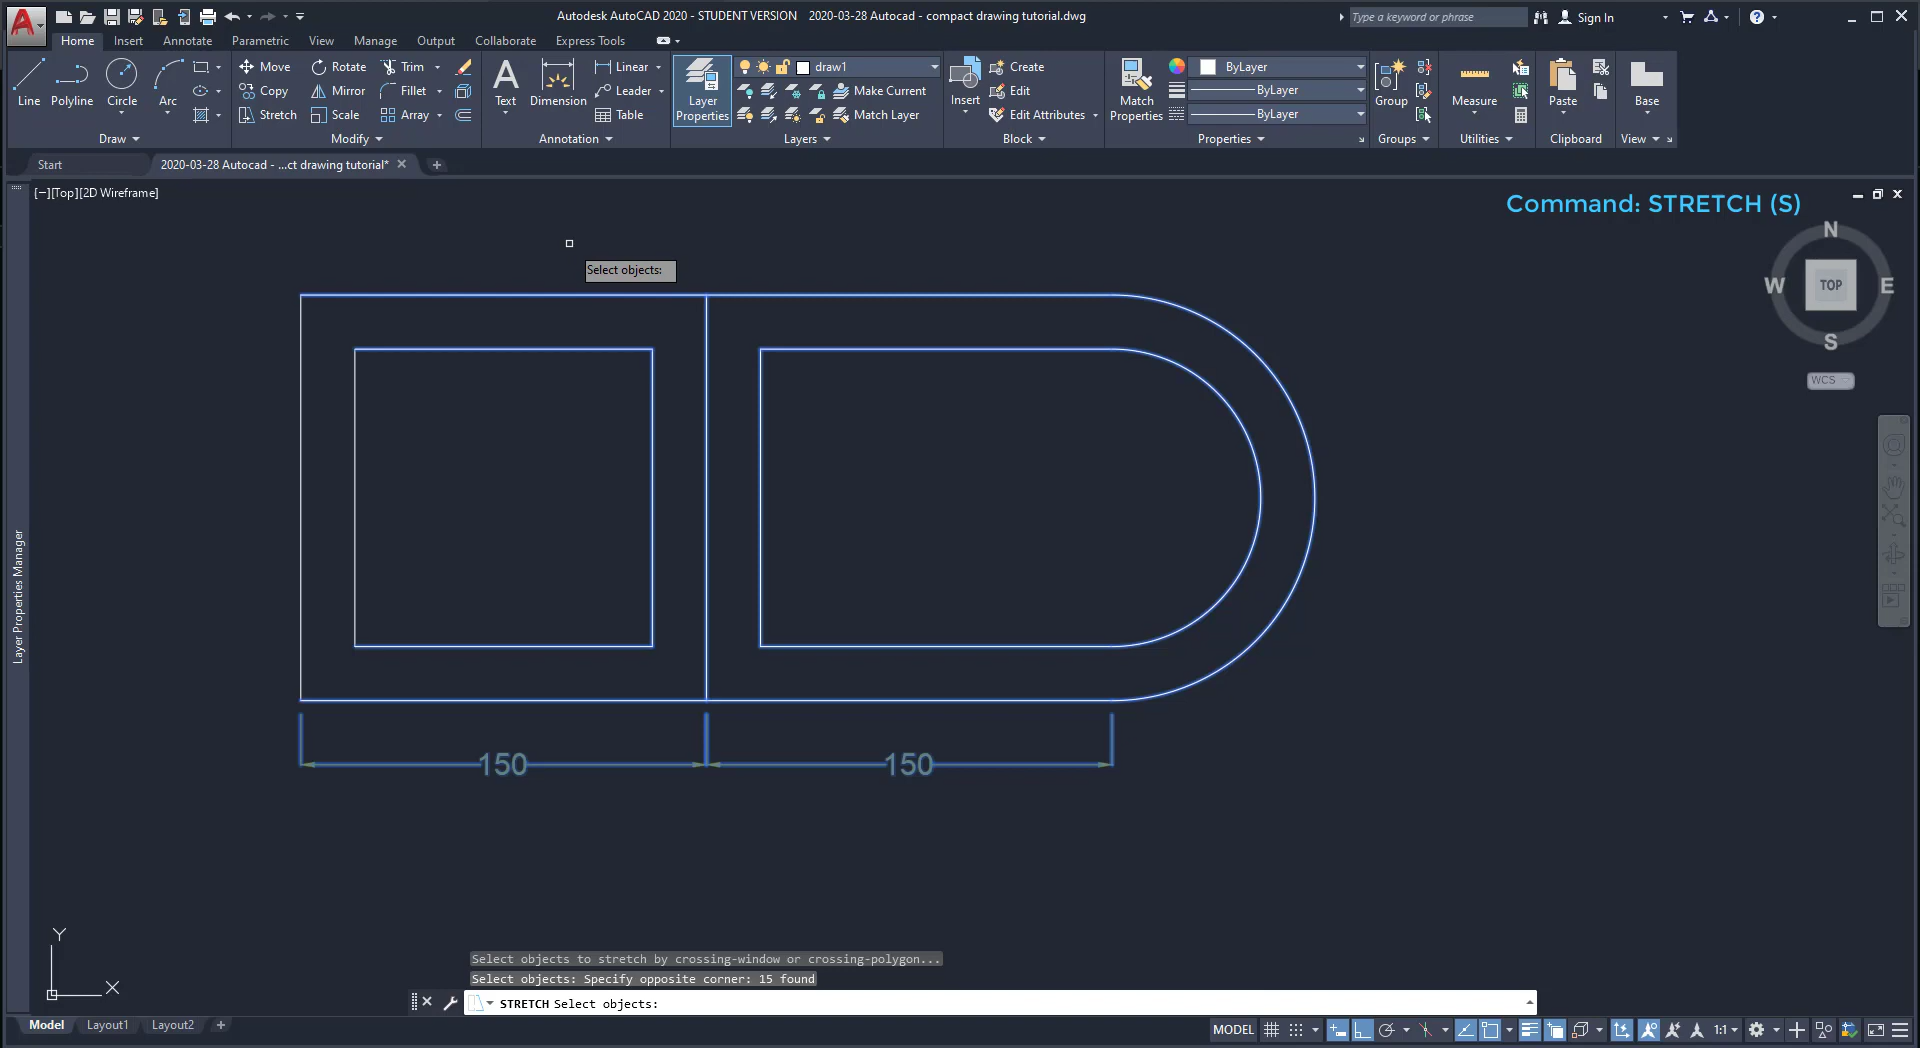 Autodesk AutoCAD 2020 - STUDENT VERSION 2020-03-28 Autocad - compact drawing tutorial.dwg
Type a keyword or phrase
Sign In
Home Insert Annotate Parametric View Manage Output Collaborate Express Tools
Line Polyline Circle Arc
Move Rotate Trim
Copy Mirror Fillet
Stretch Scale Array
Text Dimension
Linear
Leader
Table
Layer Properties
draw1
Make Current
Match Layer
Insert
Create
Edit
Edit Attributes
Match Properties
ByLayer
ByLayer
ByLayer
Group
Measure
Paste
Base
Draw Modify Annotation Layers Block Properties Groups Utilities Clipboard View
Start
2020-03-28 Autocad - ...ct drawing tutorial*
[−][Top][2D Wireframe]
Command: STRETCH (S)
N
W TOP E
S
WCS
Select objects:
Layer Properties Manager
150
150
Y
X
Select objects to stretch by crossing-window or crossing-polygon...
Select objects: Specify opposite corner: 15 found
STRETCH Select objects:
Model Layout1 Layout2
MODEL
1:1